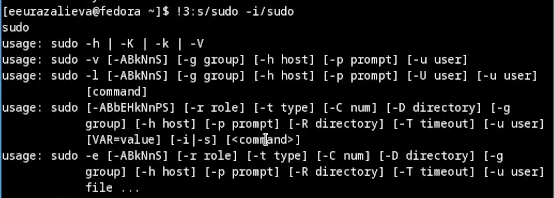 [eeurazalieva@fedora ~]$ !3:s/sudo -i/sudo
sudo
usage: sudo -h | -K | -k | -V
usage: sudo -v [-ABkNnS] [-g group] [-h host] [-p prompt] [-u user]
usage: sudo -l [-ABkNnS] [-g group] [-h host] [-p prompt] [-U user] [-u user]
[command]
usage: sudo [-ABbEHkNnPS] [-r role] [-t type] [-C num] [-D directory] [-g
group] [-h host] [-p prompt] [-R directory] [-T timeout] [-u user]
[VAR=value] [-i|-s] [<command>]
usage: sudo -e [-ABkNnS] [-r role] [-t type] [-C num] [-D directory] [-g
group] [-h host] [-p prompt] [-R directory] [-T timeout] [-u user]
file ...